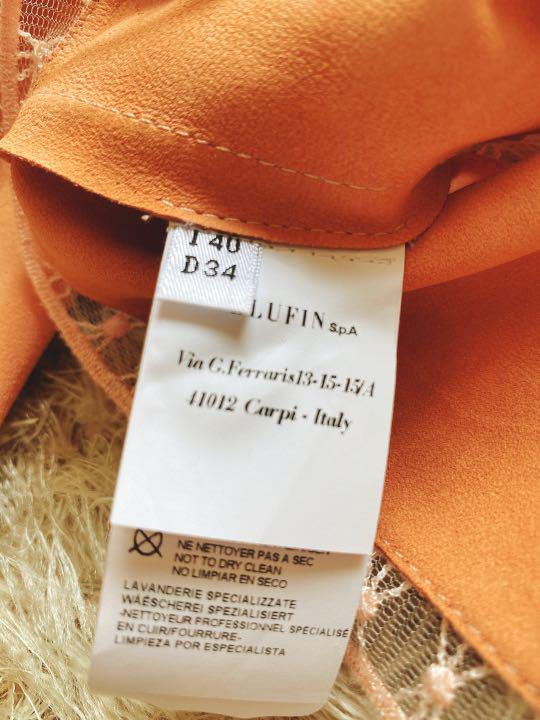 I 40
D 34
LUFIN S.p.A
Via G.Ferraris13-15-15/A
41012 Carpi - Italy
NE NETTOYER PAS A SEC
NOT TO DRY CLEAN
NO LIMPIAR EN SECO
LAVANDERIE SPECIALIZZATE
WAESCHEREI SPEZIALISIERT
-NETTOYEUR PROFESSIONNEL SPÉCIALISÉ
EN CUIR/FOURRURE-
LIMPIEZA POR ESPECIALISTA